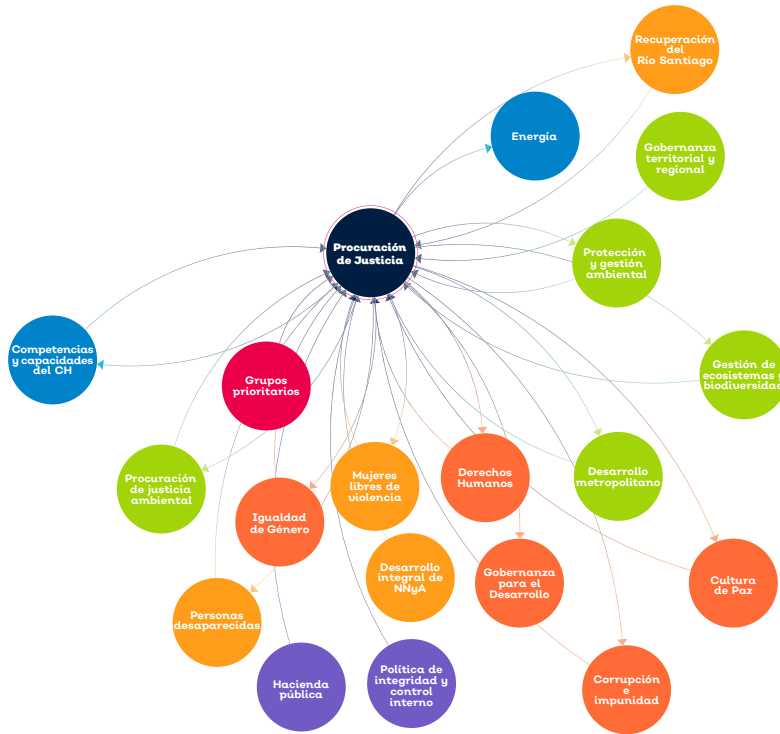 Recuperación
del
Río Santiago
Energía
Gobernanza
territorial y
regional
Procuración
de Justicia
Protección
y gestión
ambiental
Competencias
y capacidades
del CH
Grupos
prioritarios
Gestión de
ecosistemas y
biodiversidad
Procuración
de justicia
ambiental
Mujeres
libres de
violencia
Derechos
Humanos
Desarrollo
metropolitano
Igualdad
de Género
Desarrollo
integral de
NNyA
Gobernanza
para el
Desarrollo
Cultura
de Paz
Personas
desaparecidas
Hacienda
pública
Política de
integridad y
control
interno
Corrupción
e
impunidad